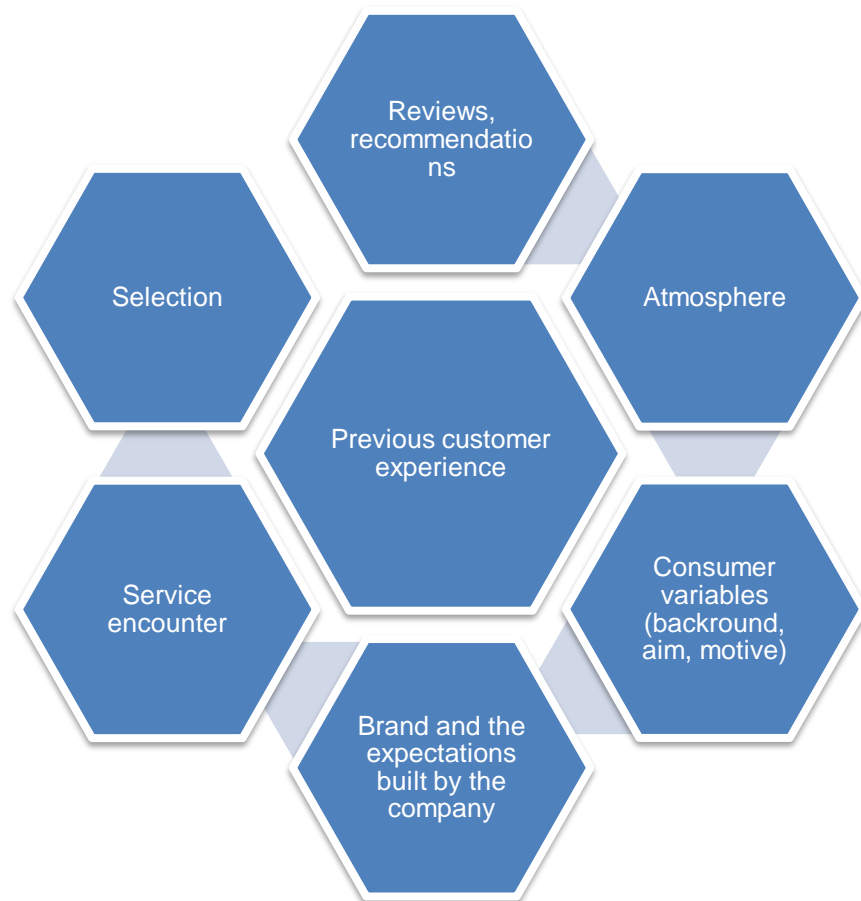 Reviews,
recommendatio
ns
Selection
Atmosphere
Previous customer
experience
Service
encounter
Consumer
variables
(backround,
aim, motive)
Brand and the
expectations
built by the
company